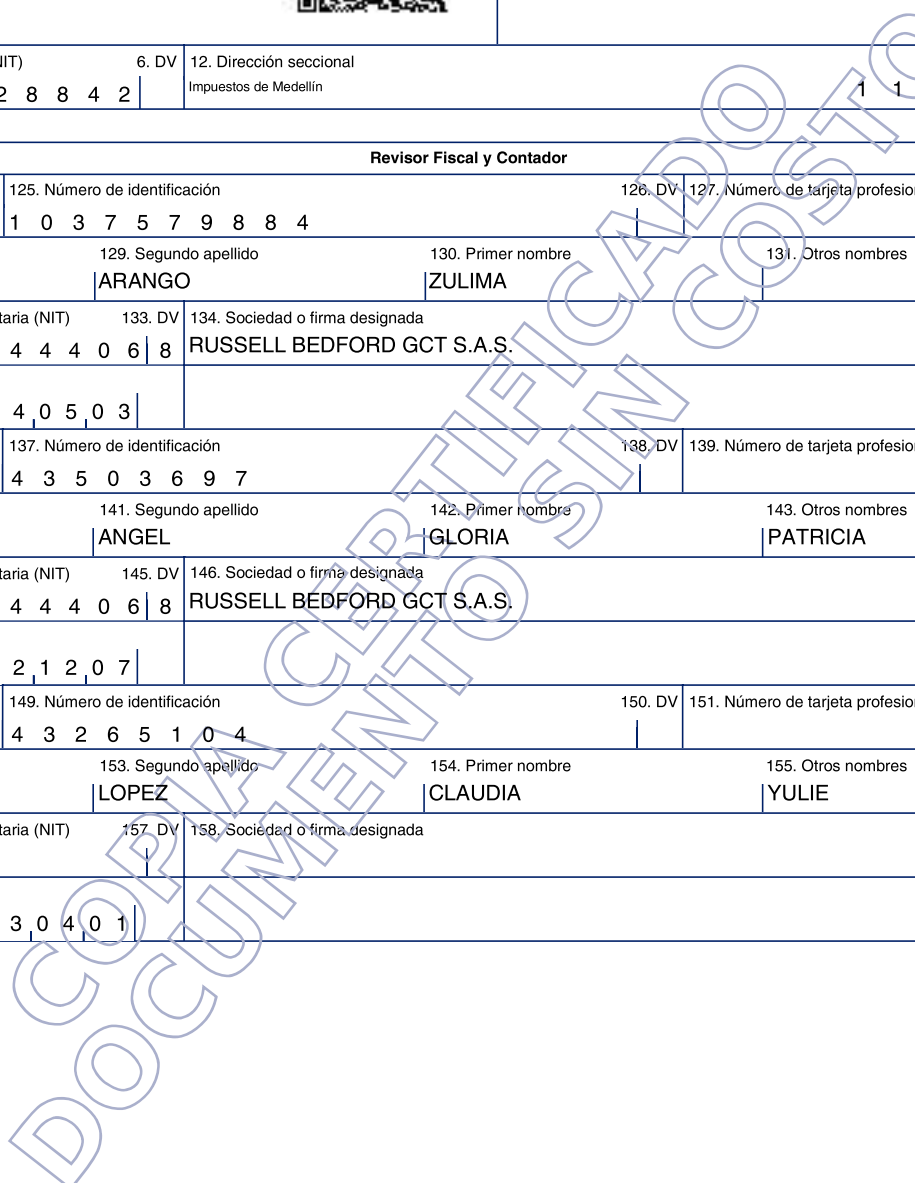 NIT) 6. DV 12. Dirección seccional
2 8 8 4 2 Impuestos de Medellín 1 1
Revisor Fiscal y Contador
125. Número de identificación 126. DV 127. Número de tarjeta profesio
1 0 3 7 5 7 9 8 8 4
129. Segundo apellido 130. Primer nombre 131. Otros nombres
ARANGO ZULIMA
taria (NIT) 133. DV 134. Sociedad o firma designada
4 4 4 0 6 8 RUSSELL BEDFORD GCT S.A.S.
4 0 5 0 3
137. Número de identificación 138. DV 139. Número de tarjeta profesio
4 3 5 0 3 6 9 7
141. Segundo apellido 142. Primer nombre 143. Otros nombres
ANGEL GLORIA PATRICIA
taria (NIT) 145. DV 146. Sociedad o firma designada
4 4 4 0 6 8 RUSSELL BEDFORD GCT S.A.S.
2 1 2 0 7
149. Número de identificación 150. DV 151. Número de tarjeta profesio
4 3 2 6 5 1 0 4
153. Segundo apellido 154. Primer nombre 155. Otros nombres
LOPEZ CLAUDIA YULIE
taria (NIT) 157. DV 158. Sociedad o firma designada
3 0 4 0 1
COPIA CERTIFICADO
DOCUMENTO SIN COSTO